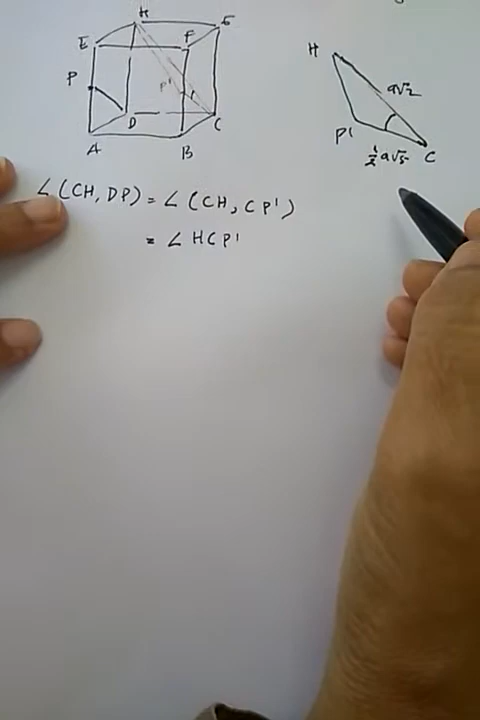 H
G
E
F
P
P'
D
C
A
B
H
a√2
P'
½a√5
C
∠(CH, DP) = ∠(CH, CP')
= ∠HCP'